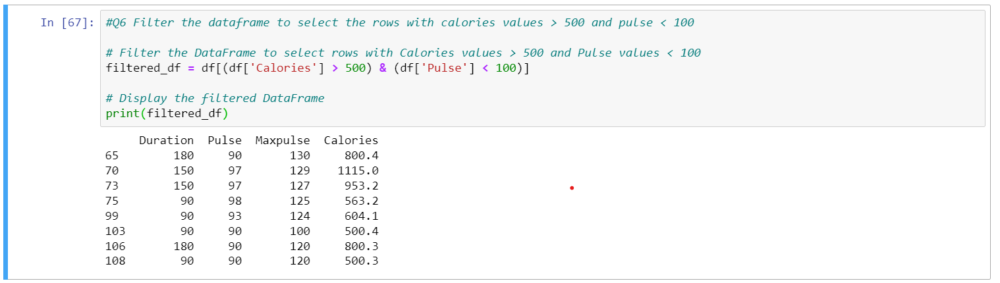 In [67]: #Q6 Filter the dataframe to select the rows with calories values > 500 and pulse < 100
# Filter the DataFrame to select rows with Calories values > 500 and Pulse values < 100
filtered_df = df[(df['Calories'] > 500) & (df['Pulse'] < 100)]
# Display the filtered DataFrame
print(filtered_df)
Duration Pulse Maxpulse Calories
65 180 90 130 800.4
70 150 97 129 1115.0
73 150 97 127 953.2
75 90 98 125 563.2
99 90 93 124 604.1
103 90 90 100 500.4
106 180 90 120 800.3
108 90 90 120 500.3